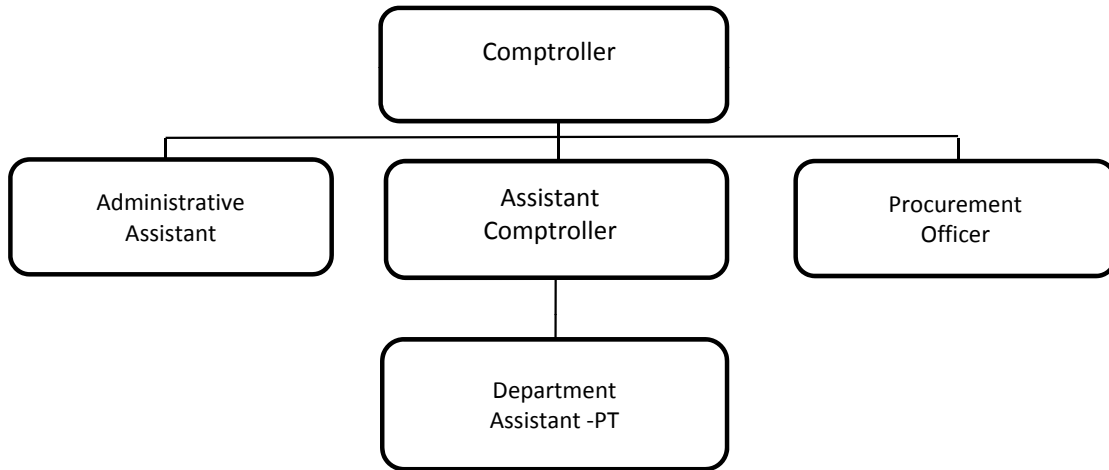 Comptroller
Administrative
Assistant
Assistant
Comptroller
Procurement
Officer
Department
Assistant -PT